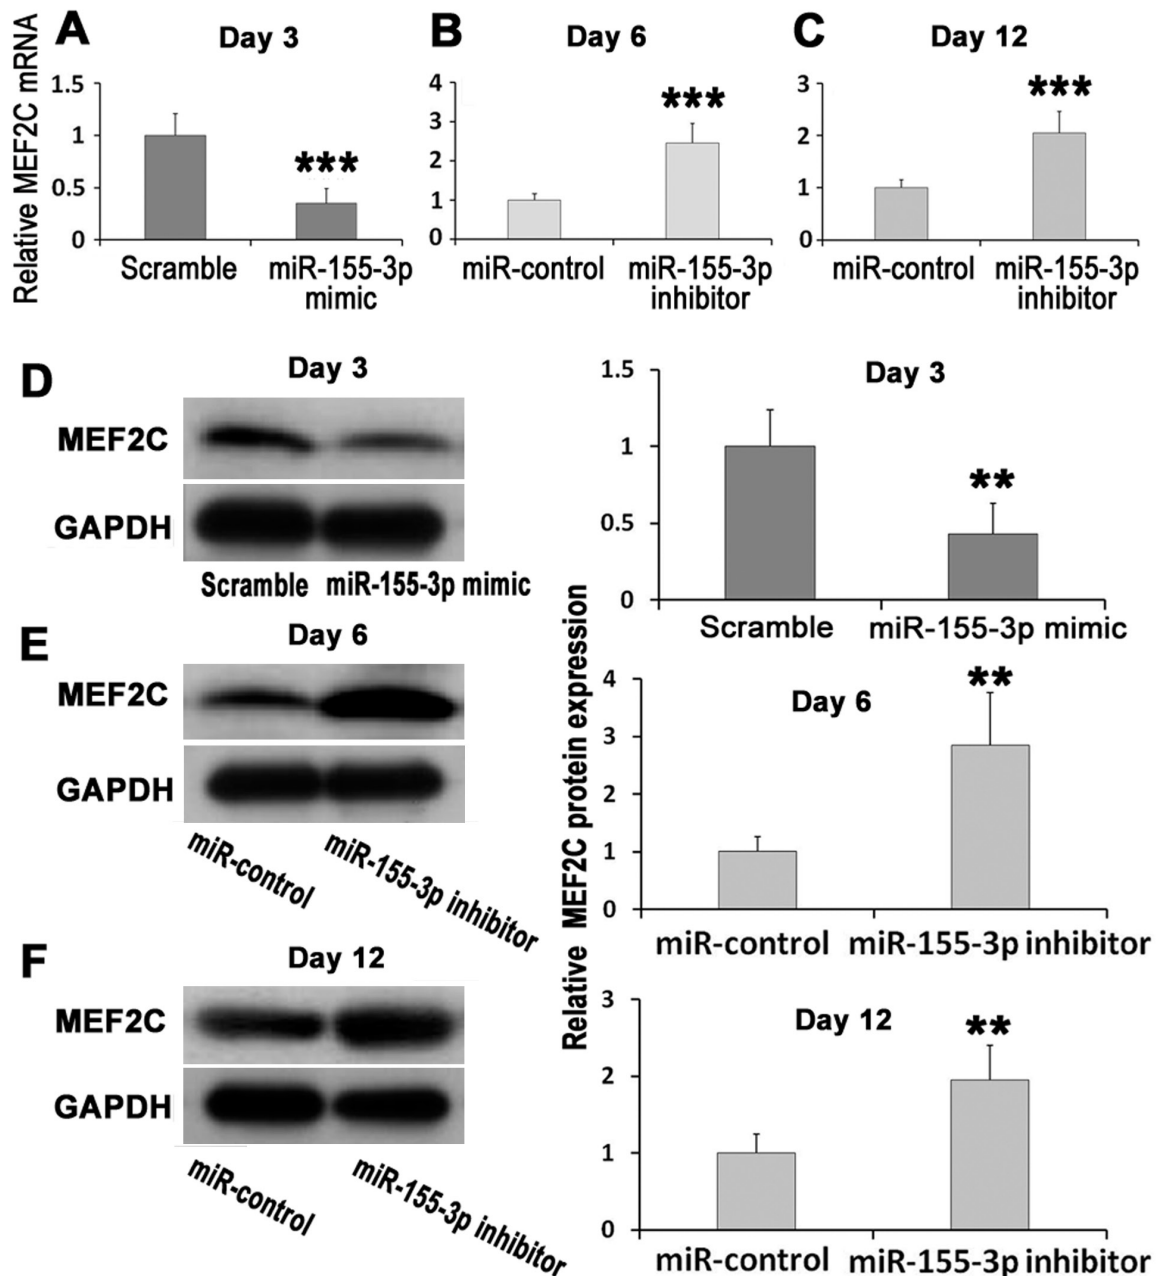 A
Day 3
Relative MEF2C mRNA
1.5
1
0.5
0
***
Scramble
miR-155-3p
mimic
B
Day 6
4
3
2
1
0
***
miR-control
miR-155-3p
inhibitor
C
Day 12
3
2
1
0
***
miR-control
miR-155-3p
inhibitor
D
Day 3
MEF2C
GAPDH
Scramble
miR-155-3p mimic
Day 3
1.5
1
0.5
0
**
Scramble
miR-155-3p mimic
Relative MEF2C protein expression
E
Day 6
MEF2C
GAPDH
miR-control
miR-155-3p inhibitor
Day 6
4
3
2
1
0
**
miR-control
miR-155-3p inhibitor
F
Day 12
MEF2C
GAPDH
miR-control
miR-155-3p inhibitor
Day 12
3
2
1
0
**
miR-control
miR-155-3p inhibitor